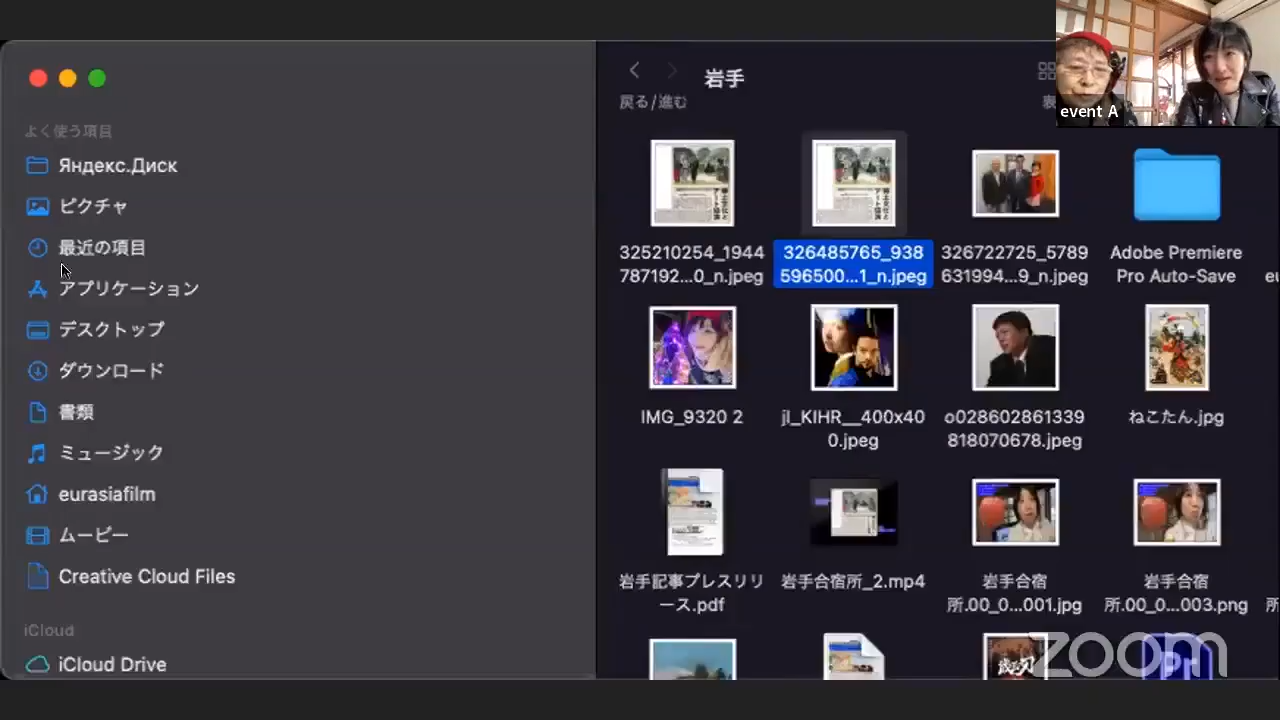 event A
よく使う項目
Яндекс.Диск
ピクチャ
最近の項目
アプリケーション
デスクトップ
ダウンロード
書類
ミュージック
eurasiafilm
ムービー
Creative Cloud Files
iCloud
iCloud Drive
岩手
戻る/進む
325210254_1944
787192...0_n.jpeg
326485765_938
596500...1_n.jpeg
326722725_5789
631994...9_n.jpeg
Adobe Premiere
Pro Auto-Save
IMG_9320 2
jl_KIHR__400x40
0.jpeg
o028602861339
818070678.jpeg
ねこたん.jpg
岩手記事プレスリリ
ース.pdf
岩手合宿所_2.mp4
岩手合宿
所.00_0...001.jpg
岩手合宿
所.00_0...003.png
Pr
zoom